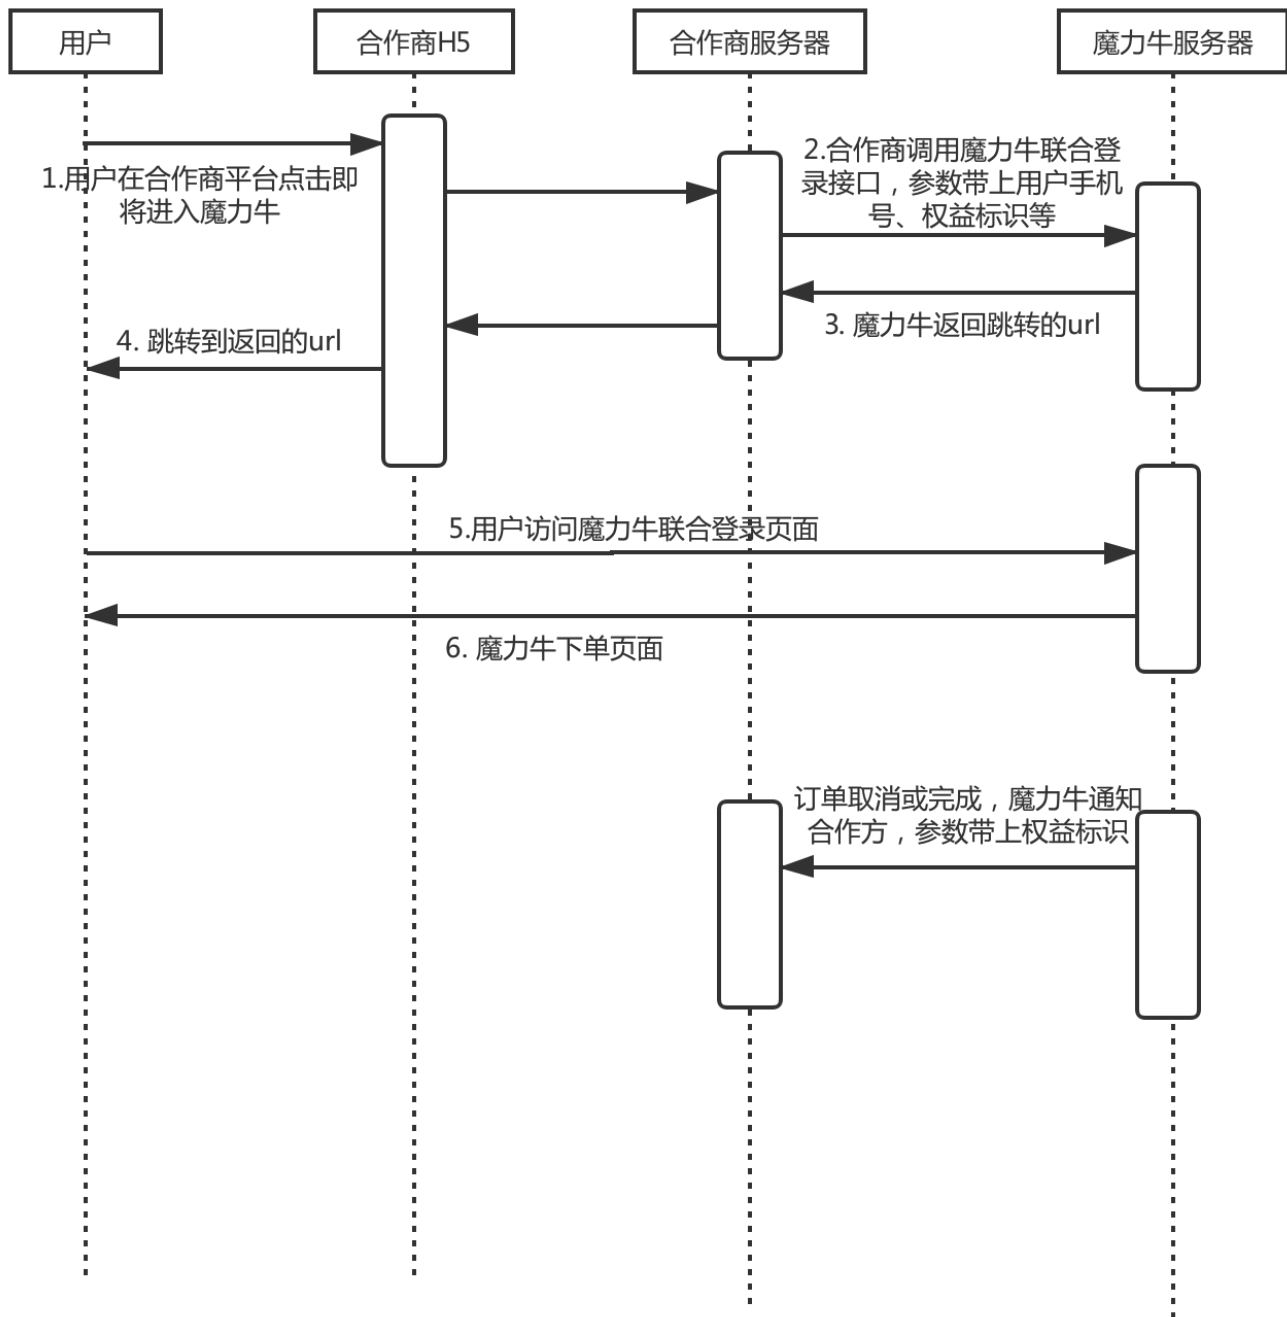 用户
合作商H5
合作商服务器
魔力牛服务器
1.用户在合作商平台点击即
将进入魔力牛
2.合作商调用魔力牛联合登
录接口，参数带上用户手机
号、权益标识等
3. 魔力牛返回跳转的url
4. 跳转到返回的url
5.用户访问魔力牛联合登录页面
6. 魔力牛下单页面
订单取消或完成，魔力牛通知
合作方，参数带上权益标识